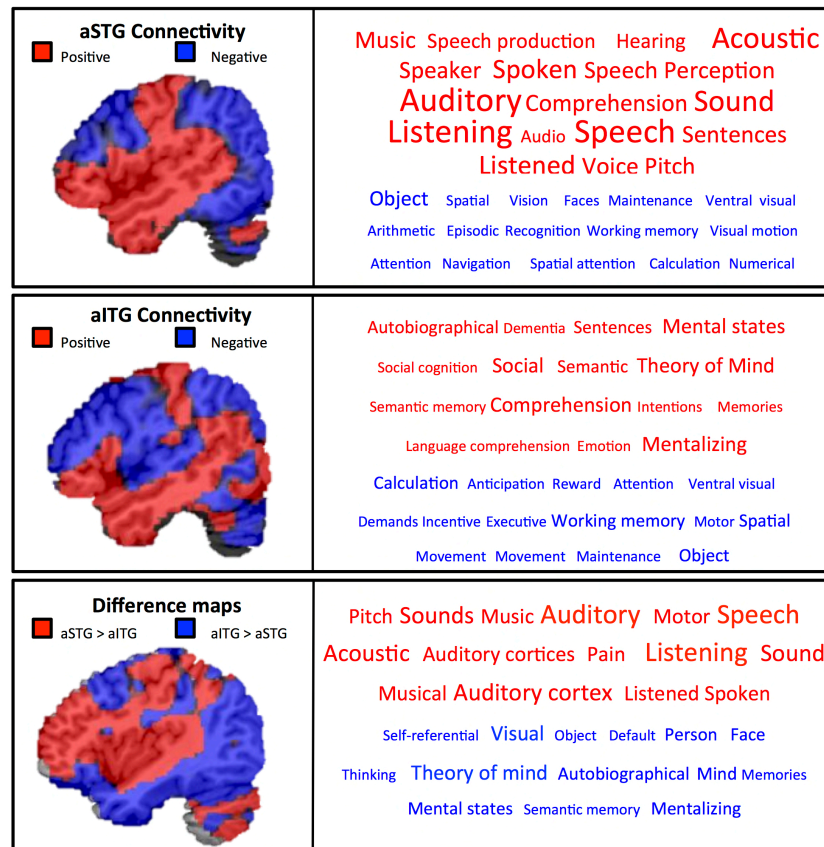 aSTG Connectivity
Positive Negative
Music Speech production Hearing Acoustic
Speaker Spoken Speech Perception
Auditory Comprehension Sound
Listening Audio Speech Sentences
Listened Voice Pitch
Object Spatial Vision Faces Maintenance Ventral visual
Arithmetic Episodic Recognition Working memory Visual motion
Attention Navigation Spatial attention Calculation Numerical
aITG Connectivity
Positive Negative
Autobiographical Dementia Sentences Mental states
Social cognition Social Semantic Theory of Mind
Semantic memory Comprehension Intentions Memories
Language comprehension Emotion Mentalizing
Calculation Anticipation Reward Attention Ventral visual
Demands Incentive Executive Working memory Motor Spatial
Movement Movement Maintenance Object
Difference maps
aSTG > aITG aITG > aSTG
Pitch Sounds Music Auditory Motor Speech
Acoustic Auditory cortices Pain Listening Sound
Musical Auditory cortex Listened Spoken
Self-referential Visual Object Default Person Face
Thinking Theory of mind Autobiographical Mind Memories
Mental states Semantic memory Mentalizing